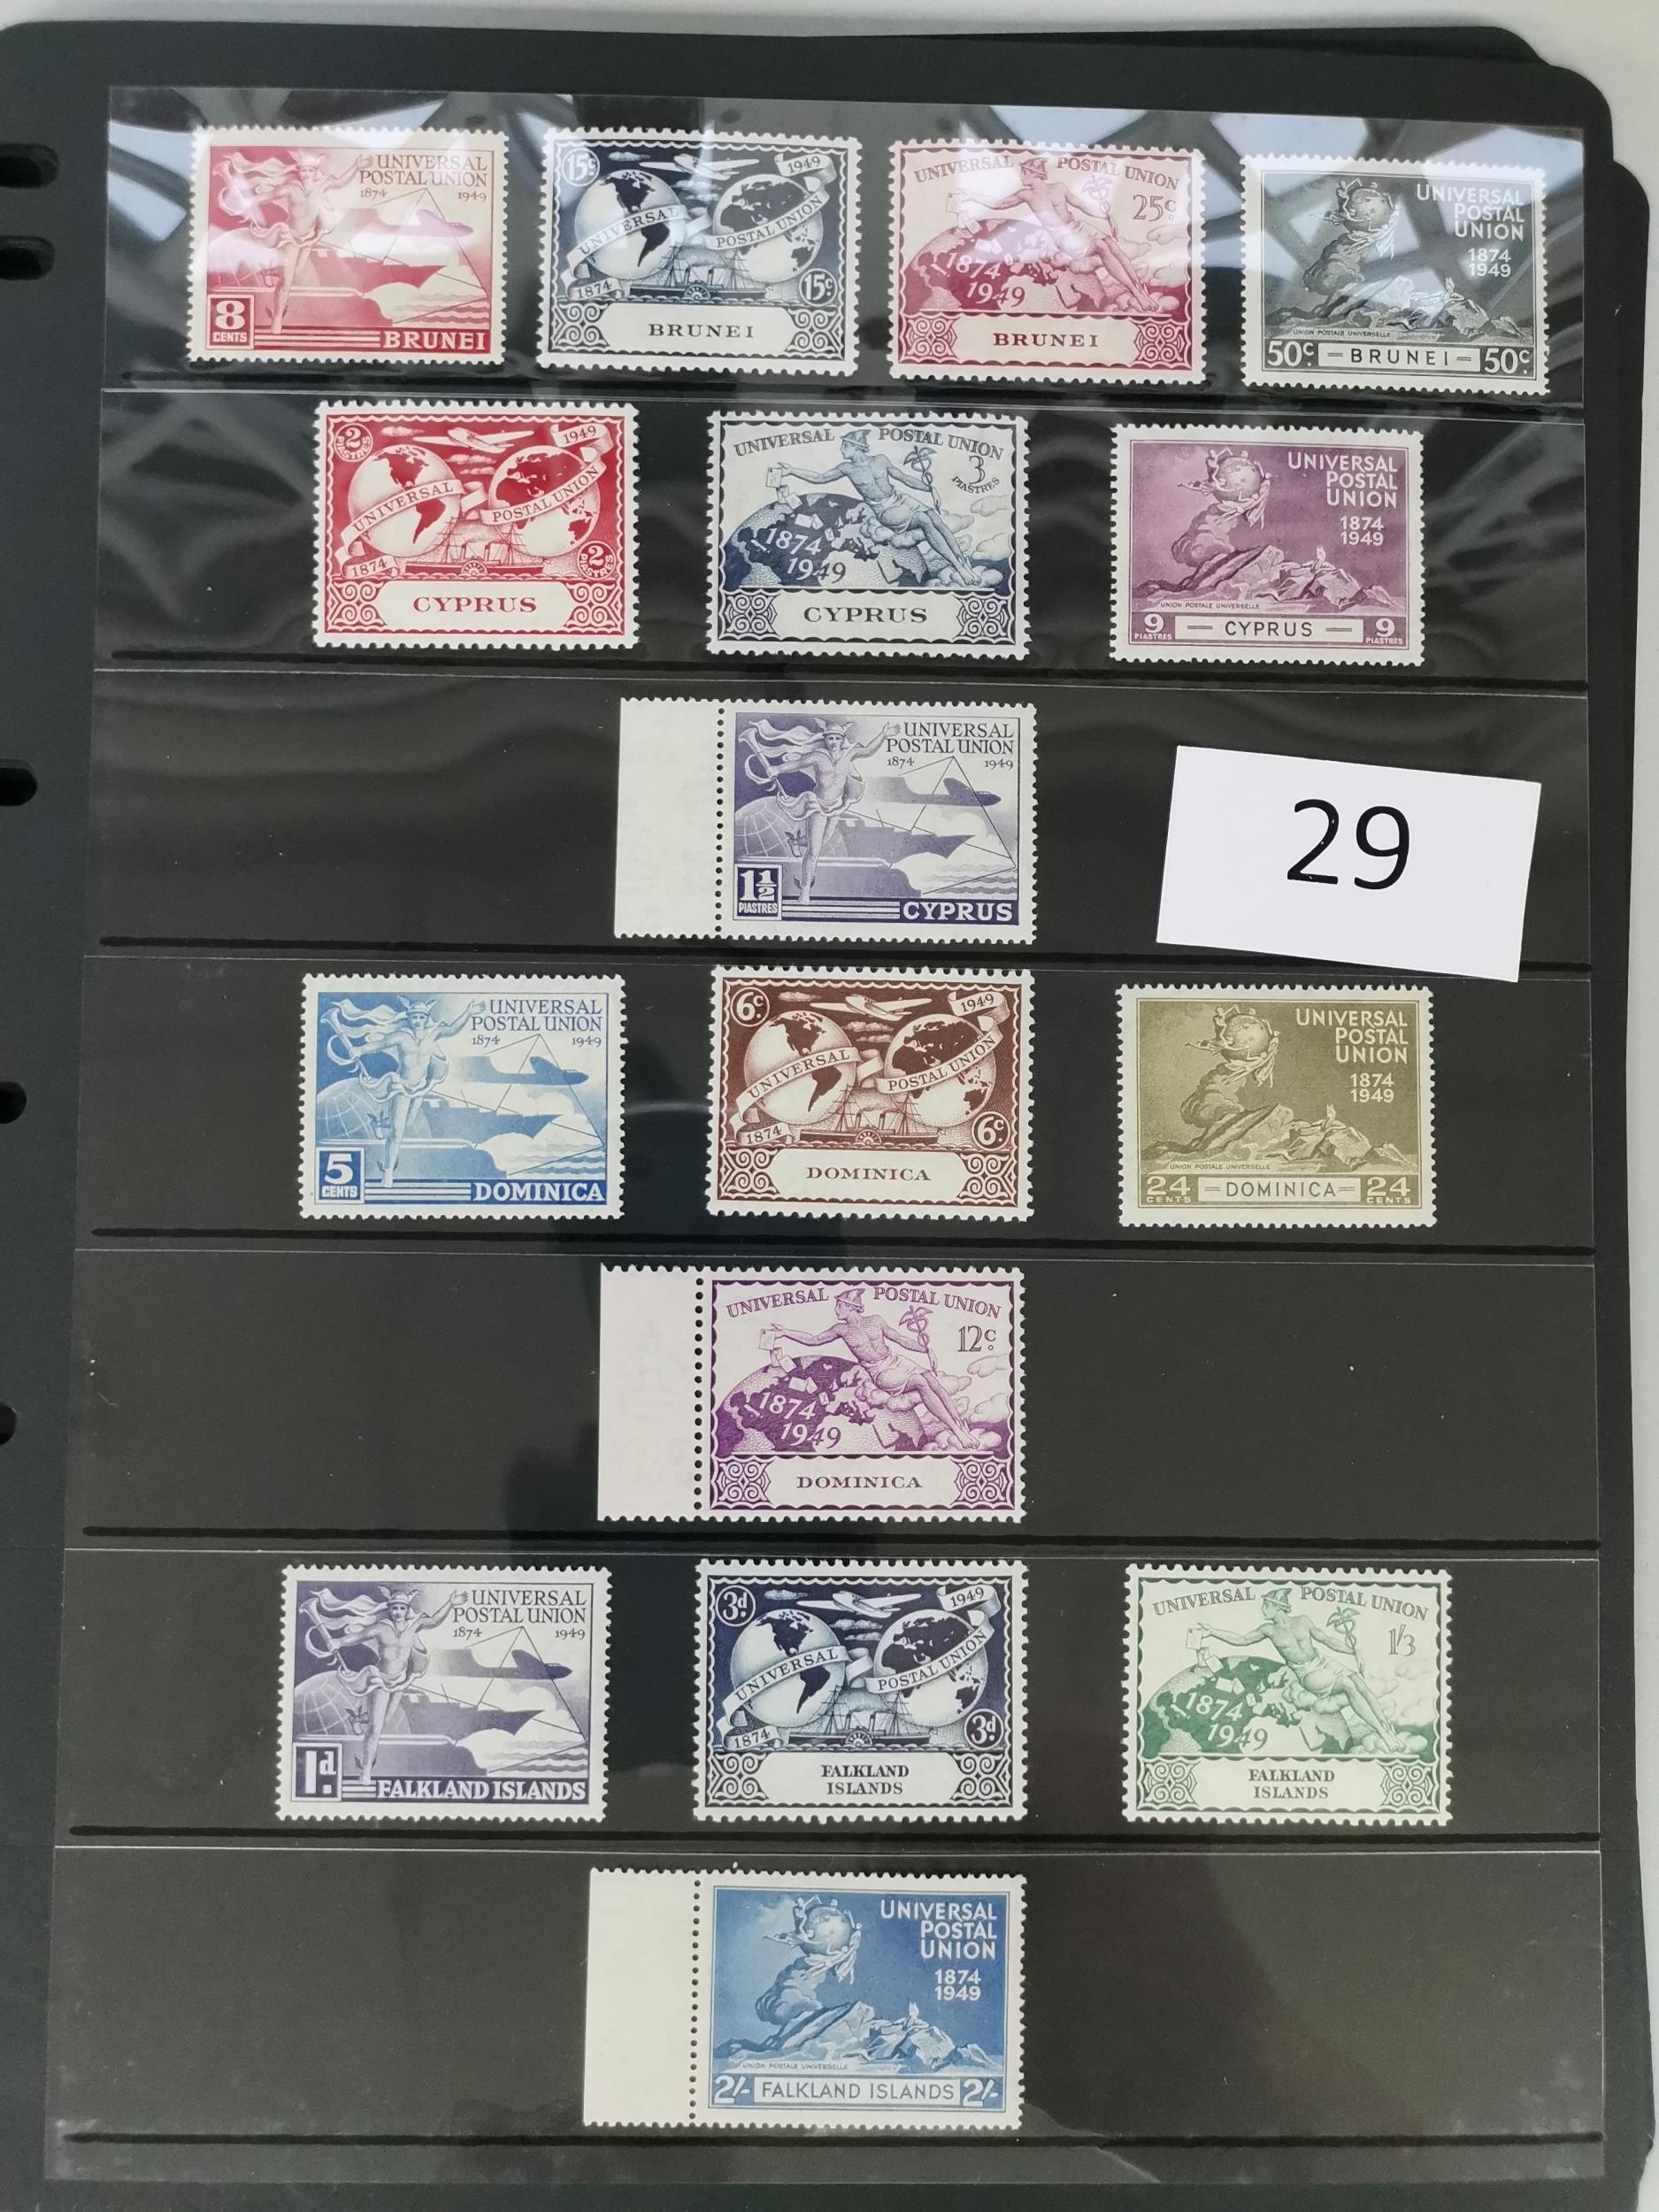 UNIVERSAL
POSTAL UNION
1874 1949
8
CENTS
BRUNEI
15c
1949
UNIVERSAL
POSTAL UNION
1874
15c
BRUNEI
UNIVERSAL POSTAL UNION
25c
1874
1949
BRUNEI
UNIVERSAL
POSTAL
UNION
1874
1949
UNION POSTALE UNIVERSELLE
50c. BRUNEI 50c.
2
PIASTRES
1949
UNIVERSAL
POSTAL UNION
1874
2
PIASTRES
CYPRUS
UNIVERSAL POSTAL UNION
3
PIASTRES
1874
1949
CYPRUS
UNIVERSAL
POSTAL
UNION
1874
1949
UNION POSTALE UNIVERSELLE
9 CYPRUS 9
PIASTRES PIASTRES
UNIVERSAL
POSTAL UNION
1874 1949
1½
PIASTRES
CYPRUS
29
UNIVERSAL
POSTAL UNION
1874 1949
5
CENTS
DOMINICA
6c.
1949
UNIVERSAL
POSTAL UNION
1874
6c.
DOMINICA
UNIVERSAL
POSTAL
UNION
1874
1949
UNION POSTALE UNIVERSELLE
24 DOMINICA 24
CENTS CENTS
UNIVERSAL POSTAL UNION
12c.
1874
1949
DOMINICA
UNIVERSAL
POSTAL UNION
1874 1949
1d.
FALKLAND ISLANDS
3d.
1949
UNIVERSAL
POSTAL UNION
1874
3d.
FALKLAND
ISLANDS
UNIVERSAL POSTAL UNION
1/3
1874
1949
FALKLAND
ISLANDS
UNIVERSAL
POSTAL
UNION
1874
1949
UNION POSTALE UNIVERSELLE
2/- FALKLAND ISLANDS 2/-